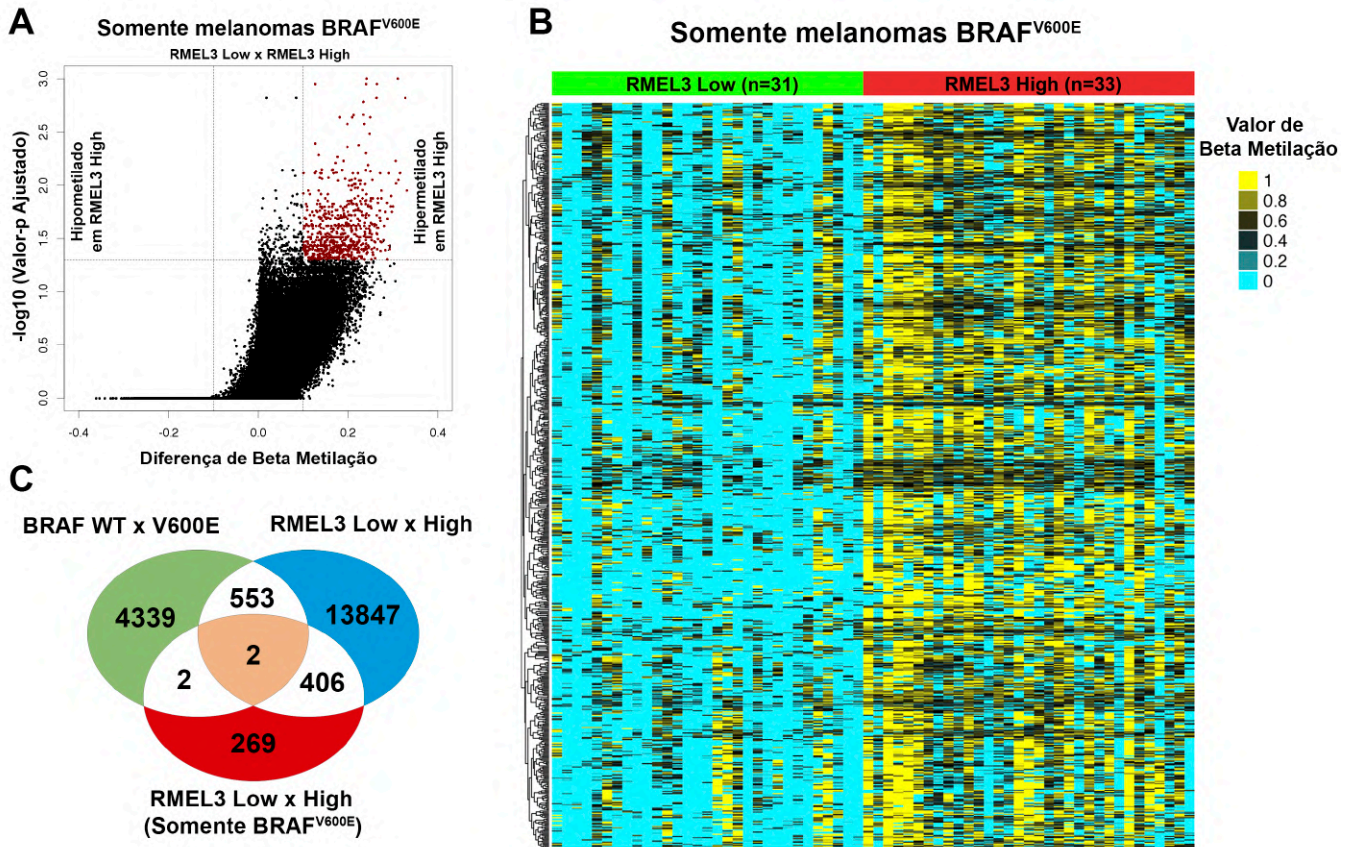 A
Somente melanomas BRAFV600E
RMEL3 Low x RMEL3 High
-log10 (Valor-p Ajustado)
3.0
2.5
2.0
1.5
1.0
0.5
0.0
Hipometilado
em RMEL3 High
Hipermetilado
em RMEL3 High
-0.4
-0.2
0.0
0.2
0.4
Diferença de Beta Metilação
B
Somente melanomas BRAFV600E
RMEL3 Low (n=31)
RMEL3 High (n=33)
Valor de
Beta Metilação
1
0.8
0.6
0.4
0.2
0
C
BRAF WT x V600E
RMEL3 Low x High
4339
553
13847
2
2
406
269
RMEL3 Low x High
(Somente BRAFV600E)